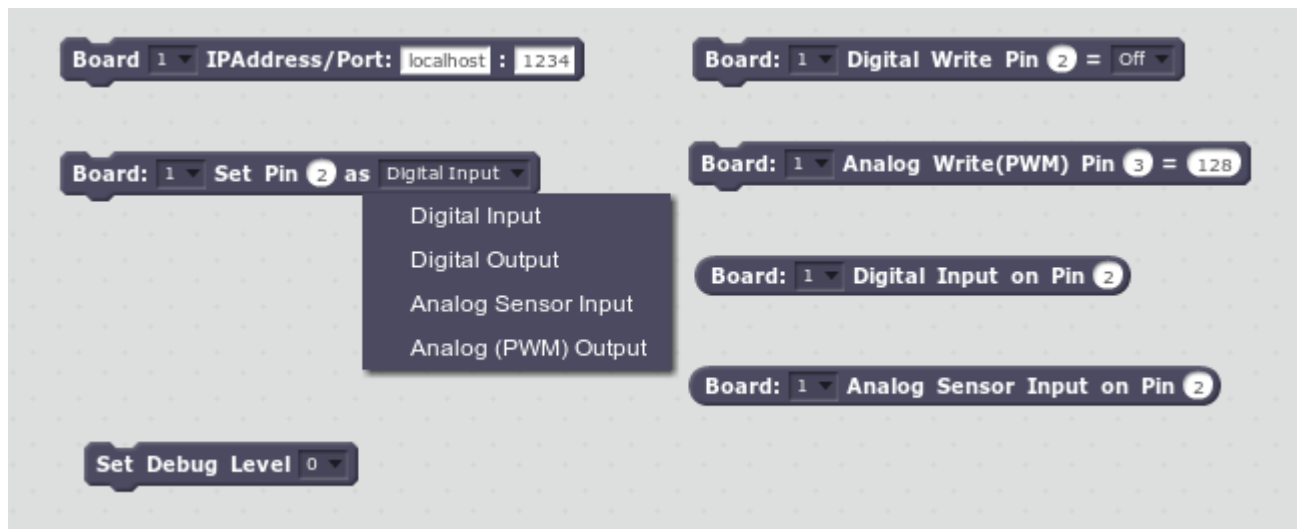 Board 1 IPAddress/Port: localhost : 1234
Board: 1 Set Pin 2 as Digital Input
Digital Input
Digital Output
Analog Sensor Input
Analog (PWM) Output
Set Debug Level 0
Board: 1 Digital Write Pin 2 = Off
Board: 1 Analog Write(PWM) Pin 3 = 128
Board: 1 Digital Input on Pin 2
Board: 1 Analog Sensor Input on Pin 2